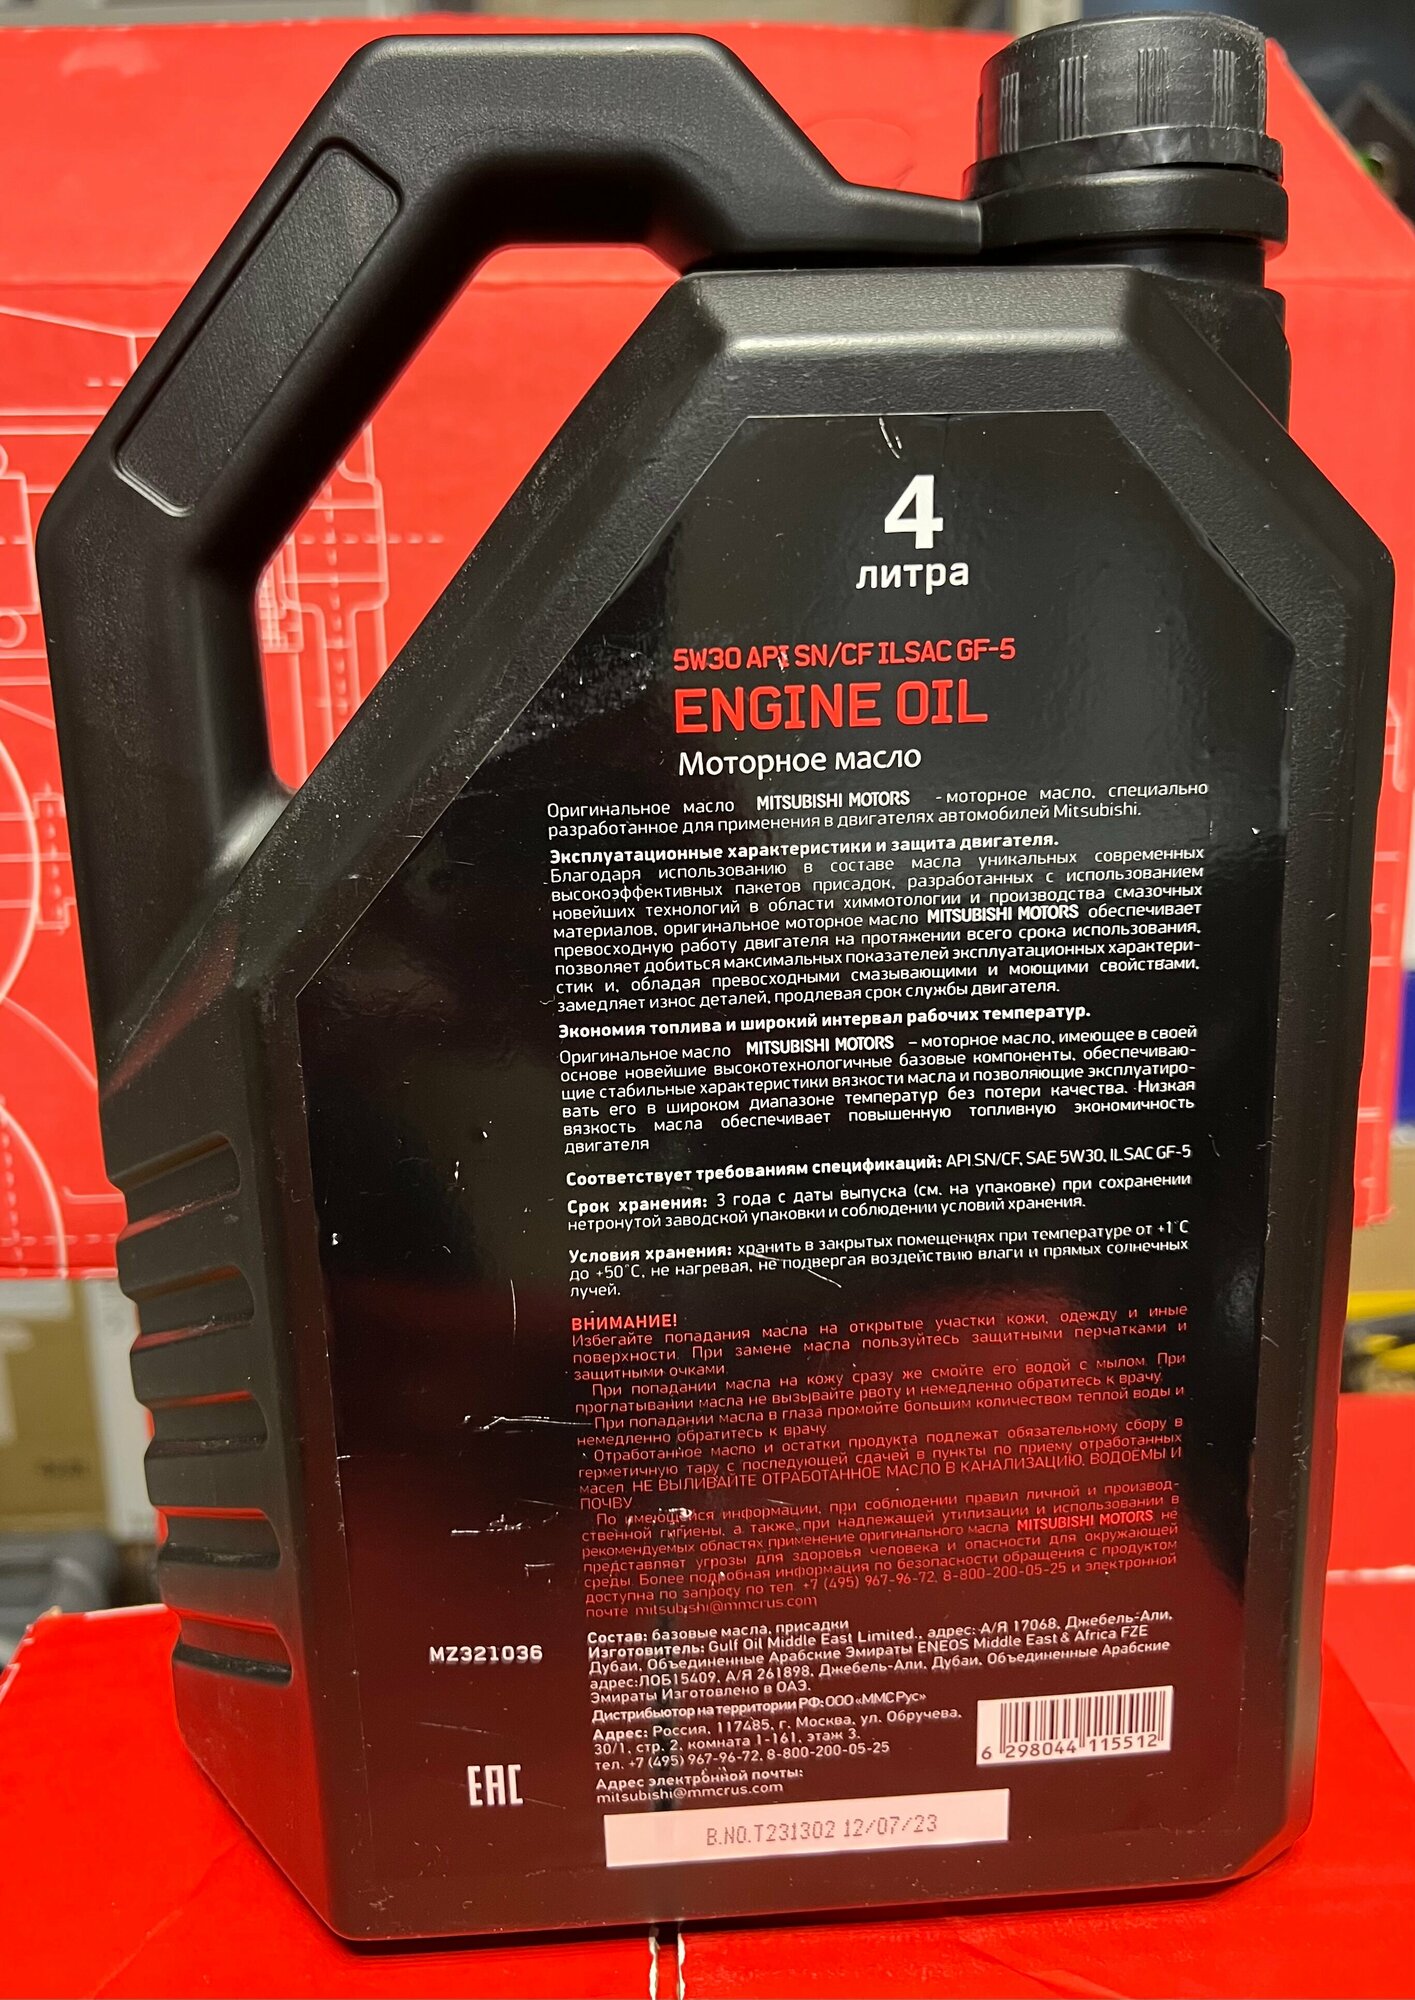 4
литра
5W30 API SN/CF ILSAC GF-5
ENGINE OIL
Моторное масло
Оригинальное масло MITSUBISHI MOTORS - моторное масло, специально
разработанное для применения в двигателях автомобилей Mitsubishi.
Эксплуатационные характеристики и защита двигателя.
Благодаря использованию в составе масла уникальных современных
высокоэффективных пакетов присадок, разработанных с использованием
новейших технологий в области химмотологии и производства смазочных
материалов, оригинальное моторное масло MITSUBISHI MOTORS обеспечивает
превосходную работу двигателя на протяжении всего срока использования,
позволяет добиться максимальных показателей эксплуатационных характери-
стик и, обладая превосходными смазывающими и моющими свойствами,
замедляет износ деталей, продлевая срок службы двигателя.
Экономия топлива и широкий интервал рабочих температур.
Оригинальное масло MITSUBISHI MOTORS – моторное масло, имеющее в своей
основе новейшие высокотехнологичные базовые компоненты, обеспечиваю-
щие стабильные характеристики вязкости масла и позволяющие эксплуатиро-
вать его в широком диапазоне температур без потери качества. Низкая
вязкость масла обеспечивает повышенную топливную экономичность
двигателя
Соответствует требованиям спецификаций: API SN/CF, SAE 5W30, ILSAC GF-5
Срок хранения: 3 года с даты выпуска (см. на упаковке) при сохранении
нетронутой заводской упаковки и соблюдении условий хранения.
Условия хранения: хранить в закрытых помещениях при температуре от +1°C
до +50°C, не нагревая, не подвергая воздействию влаги и прямых солнечных
лучей.
ВНИМАНИЕ!
Избегайте попадания масла на открытые участки кожи, одежду и иные
поверхности. При замене масла пользуйтесь защитными перчатками и
защитными очками.
При попадании масла на кожу сразу же смойте его водой с мылом. При
проглатывании масла не вызывайте рвоту и немедленно обратитесь к врачу.
При попадании масла в глаза промойте большим количеством теплой воды и
немедленно обратитесь к врачу.
Отработанное масло и остатки продукта подлежат обязательному сбору в
герметичную тару с последующей сдачей в пункты по приему отработанных
масел. НЕ ВЫЛИВАЙТЕ ОТРАБОТАННОЕ МАСЛО В КАНАЛИЗАЦИЮ, ВОДОЕМЫ И
ПОЧВУ
По имеющейся информации, при соблюдении правил личной и производ-
ственной гигиены, а также при надлежащей утилизации и использовании в
рекомендуемых областях применение оригинального масла MITSUBISHI MOTORS не
представляет угрозы для здоровья человека и опасности для окружающей
среды. Более подробная информация по безопасности обращения с продуктом
доступна по запросу по тел. +7 (495) 967-96-72, 8-800-200-05-25 и электронной
почте mitsubishi@mmcrus.com
Состав: базовые масла, присадки
Изготовитель: Gulf Oil Middle East Limited., адрес: А/Я 17068, Джебель-Али,
Дубаи, Объединенные Арабские Эмираты ENEOS Middle East & Africa FZE
адрес:ЛОБ15409, А/Я 261898, Джебель-Али, Дубаи, Объединенные Арабские
Эмираты Изготовлено в ОАЭ.
Дистрибьютор на территории РФ: ООО «ММС Рус»
Адрес: Россия, 117485, г. Москва, ул. Обручева,
30/1, стр. 2, комната 1-161, этаж 3.
тел. +7 (495) 967-96-72, 8-800-200-05-25
Адрес электронной почты:
mitsubishi@mmcrus.com
MZ321036
EAC
6 298044 115512
B.NO.T231302 12/07/23